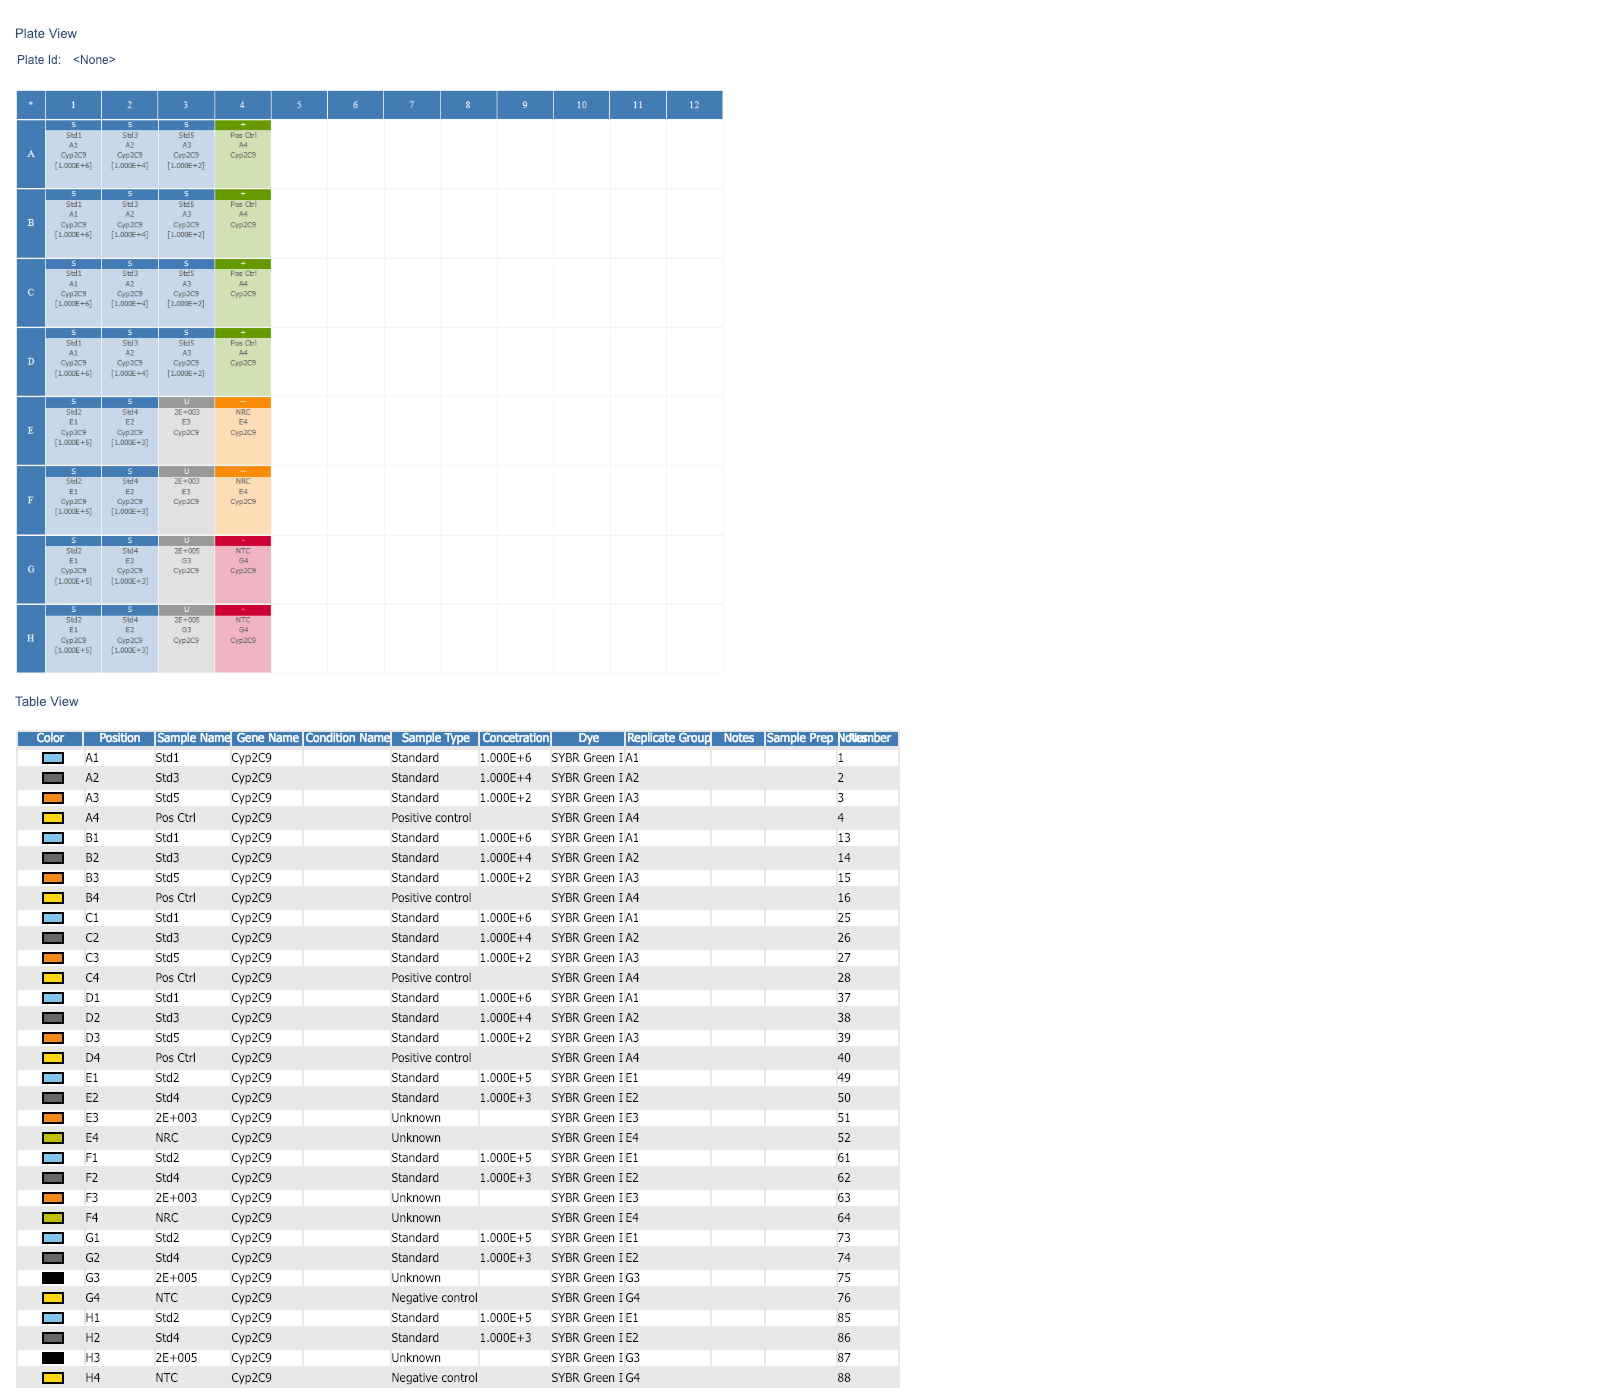 Plate View
Plate Id: <None>
* 1 2 3 4 5 6 7 8 9 10 11 12
S S S +
Std1 Std3 Std5 Pos Ctrl
A A1 A2 A3 A4
Cyp2C9 Cyp2C9 Cyp2C9 Cyp2C9
[1.000E+6] [1.000E+4] [1.000E+2]
S S S +
Std1 Std3 Std5 Pos Ctrl
B A1 A2 A3 A4
Cyp2C9 Cyp2C9 Cyp2C9 Cyp2C9
[1.000E+6] [1.000E+4] [1.000E+2]
S S S +
Std1 Std3 Std5 Pos Ctrl
C A1 A2 A3 A4
Cyp2C9 Cyp2C9 Cyp2C9 Cyp2C9
[1.000E+6] [1.000E+4] [1.000E+2]
S S S +
Std1 Std3 Std5 Pos Ctrl
D A1 A2 A3 A4
Cyp2C9 Cyp2C9 Cyp2C9 Cyp2C9
[1.000E+6] [1.000E+4] [1.000E+2]
S S U --
Std2 Std4 2E+003 NRC
E E1 E2 E3 E4
Cyp2C9 Cyp2C9 Cyp2C9 Cyp2C9
[1.000E+5] [1.000E+3]
S S U --
Std2 Std4 2E+003 NRC
F E1 E2 E3 E4
Cyp2C9 Cyp2C9 Cyp2C9 Cyp2C9
[1.000E+5] [1.000E+3]
S S U -
Std2 Std4 2E+005 NTC
G E1 E2 G3 G4
Cyp2C9 Cyp2C9 Cyp2C9 Cyp2C9
[1.000E+5] [1.000E+3]
S S U -
Std2 Std4 2E+005 NTC
H E1 E2 G3 G4
Cyp2C9 Cyp2C9 Cyp2C9 Cyp2C9
[1.000E+5] [1.000E+3]
Table View
Color Position Sample Name Gene Name Condition Name Sample Type Concetration Dye Replicate Group Notes Sample Prep Notes Number
A1 Std1 Cyp2C9 Standard 1.000E+6 SYBR Green I A1 1
A2 Std3 Cyp2C9 Standard 1.000E+4 SYBR Green I A2 2
A3 Std5 Cyp2C9 Standard 1.000E+2 SYBR Green I A3 3
A4 Pos Ctrl Cyp2C9 Positive control SYBR Green I A4 4
B1 Std1 Cyp2C9 Standard 1.000E+6 SYBR Green I A1 13
B2 Std3 Cyp2C9 Standard 1.000E+4 SYBR Green I A2 14
B3 Std5 Cyp2C9 Standard 1.000E+2 SYBR Green I A3 15
B4 Pos Ctrl Cyp2C9 Positive control SYBR Green I A4 16
C1 Std1 Cyp2C9 Standard 1.000E+6 SYBR Green I A1 25
C2 Std3 Cyp2C9 Standard 1.000E+4 SYBR Green I A2 26
C3 Std5 Cyp2C9 Standard 1.000E+2 SYBR Green I A3 27
C4 Pos Ctrl Cyp2C9 Positive control SYBR Green I A4 28
D1 Std1 Cyp2C9 Standard 1.000E+6 SYBR Green I A1 37
D2 Std3 Cyp2C9 Standard 1.000E+4 SYBR Green I A2 38
D3 Std5 Cyp2C9 Standard 1.000E+2 SYBR Green I A3 39
D4 Pos Ctrl Cyp2C9 Positive control SYBR Green I A4 40
E1 Std2 Cyp2C9 Standard 1.000E+5 SYBR Green I E1 49
E2 Std4 Cyp2C9 Standard 1.000E+3 SYBR Green I E2 50
E3 2E+003 Cyp2C9 Unknown SYBR Green I E3 51
E4 NRC Cyp2C9 Unknown SYBR Green I E4 52
F1 Std2 Cyp2C9 Standard 1.000E+5 SYBR Green I E1 61
F2 Std4 Cyp2C9 Standard 1.000E+3 SYBR Green I E2 62
F3 2E+003 Cyp2C9 Unknown SYBR Green I E3 63
F4 NRC Cyp2C9 Unknown SYBR Green I E4 64
G1 Std2 Cyp2C9 Standard 1.000E+5 SYBR Green I E1 73
G2 Std4 Cyp2C9 Standard 1.000E+3 SYBR Green I E2 74
G3 2E+005 Cyp2C9 Unknown SYBR Green I G3 75
G4 NTC Cyp2C9 Negative control SYBR Green I G4 76
H1 Std2 Cyp2C9 Standard 1.000E+5 SYBR Green I E1 85
H2 Std4 Cyp2C9 Standard 1.000E+3 SYBR Green I E2 86
H3 2E+005 Cyp2C9 Unknown SYBR Green I G3 87
H4 NTC Cyp2C9 Negative control SYBR Green I G4 88